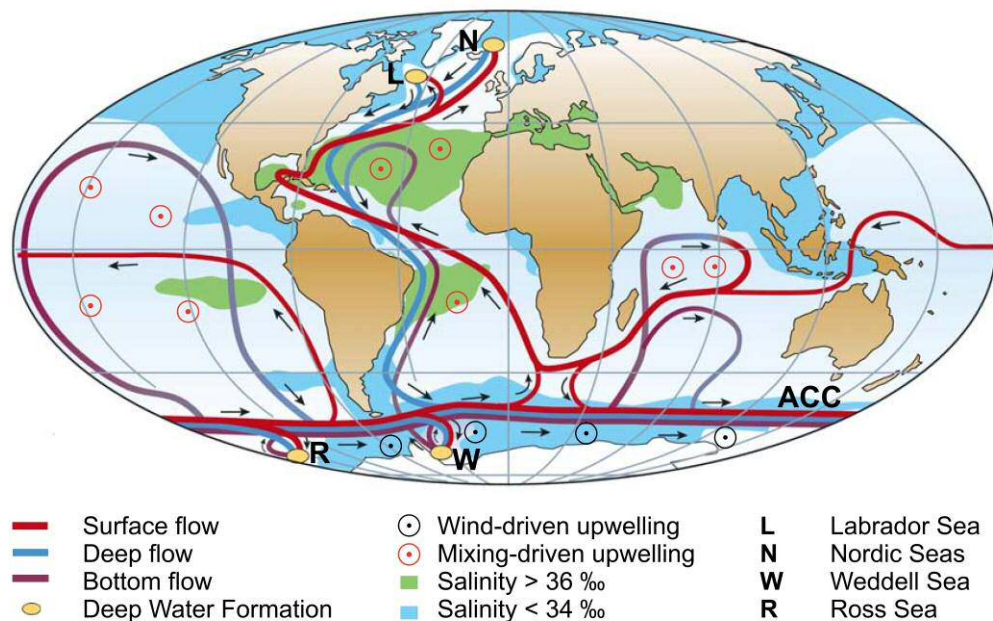 N
L
ACC
R
W
Surface flow
Deep flow
Bottom flow
Deep Water Formation
Wind-driven upwelling
Mixing-driven upwelling
Salinity > 36 ‰
Salinity < 34 ‰
L Labrador Sea
N Nordic Seas
W Weddell Sea
R Ross Sea